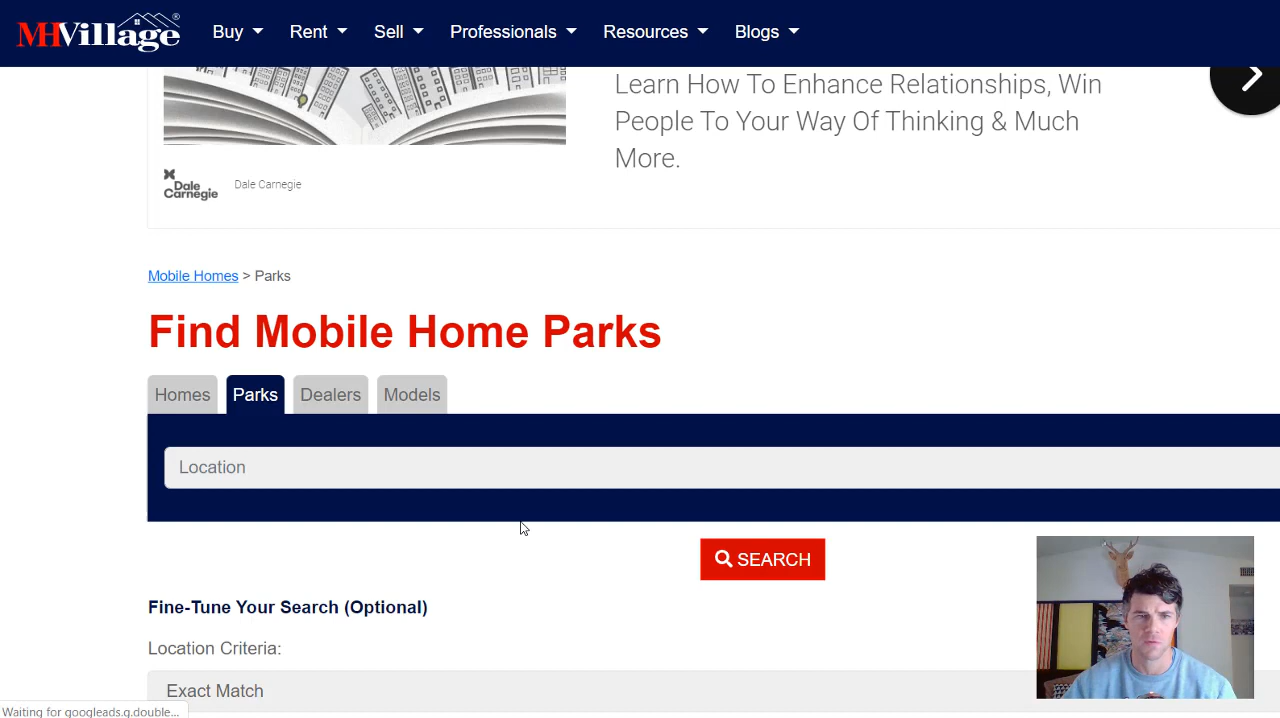 MHVillage®
Buy
Rent
Sell
Professionals
Resources
Blogs
Learn How To Enhance Relationships, Win
People To Your Way Of Thinking & Much
More.
Dale
Carnegie
Dale Carnegie
Mobile Homes > Parks
Find Mobile Home Parks
Homes
Parks
Dealers
Models
Location
SEARCH
Fine-Tune Your Search (Optional)
Location Criteria:
Exact Match
Waiting for googleads.g.double...